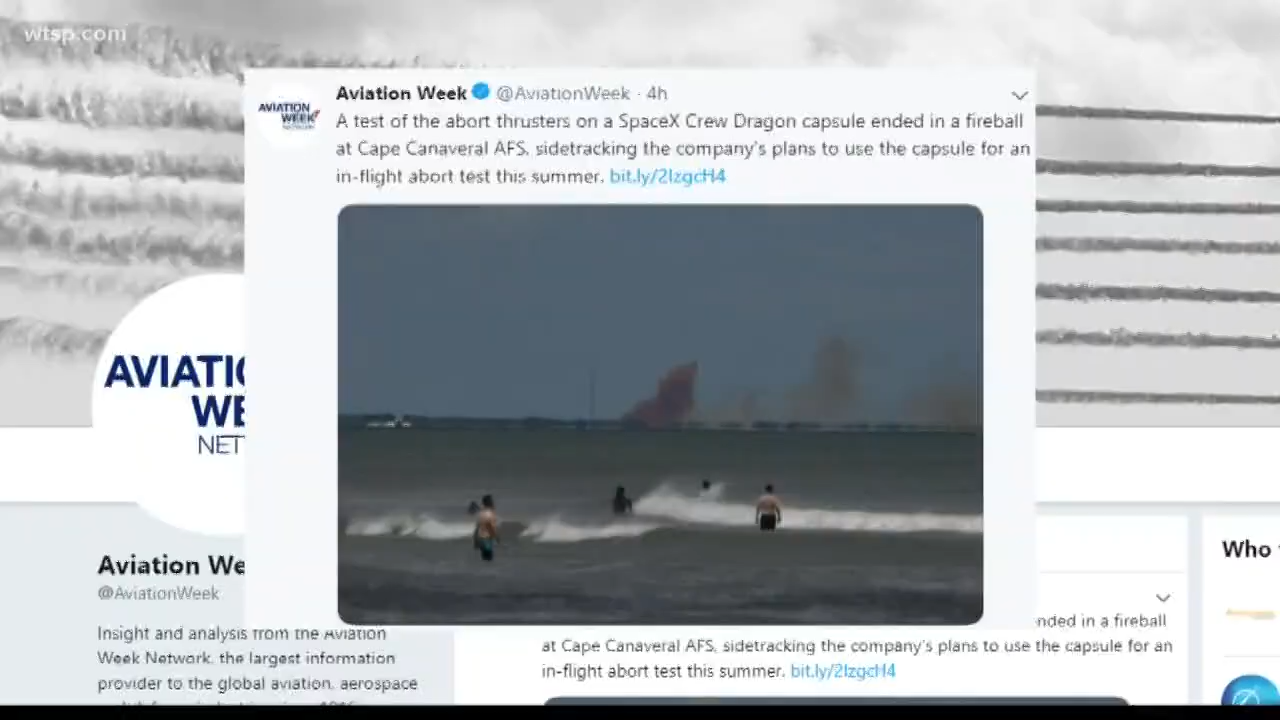 wtsp.com
Aviation Week @AviationWeek · 4h
AVIATION
WEEK
NETWORK
A test of the abort thrusters on a SpaceX Crew Dragon capsule ended in a fireball
at Cape Canaveral AFS, sidetracking the company's plans to use the capsule for an
in-flight abort test this summer. bit.ly/2IzgcH4
AVIATIO
WE
NET
Aviation We
@AviationWeek
Insight and analysis from the Aviation
Week Network, the largest information
provider to the global aviation, aerospace
Who
ended in a fireball
at Cape Canaveral AFS, sidetracking the company's plans to use the capsule for an
in-flight abort test this summer. bit.ly/2IzgcH4